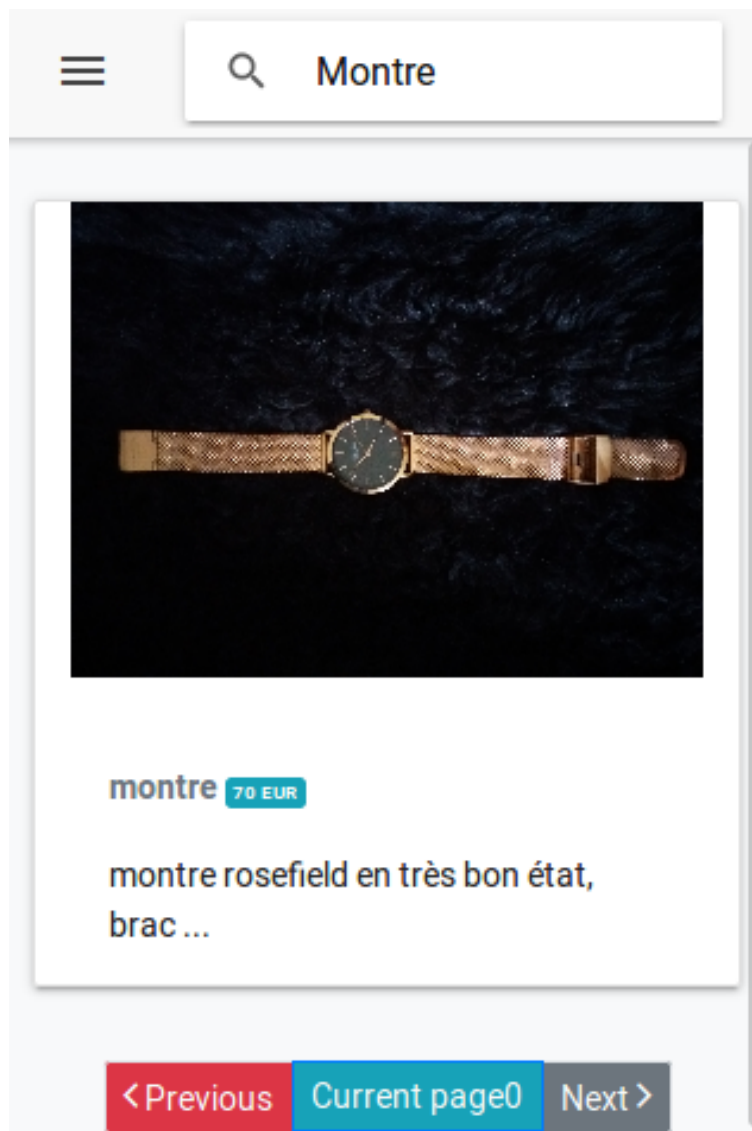 Montre
montre 70 EUR
montre rosefield en très bon état,
brac ...
Previous Current page0 Next